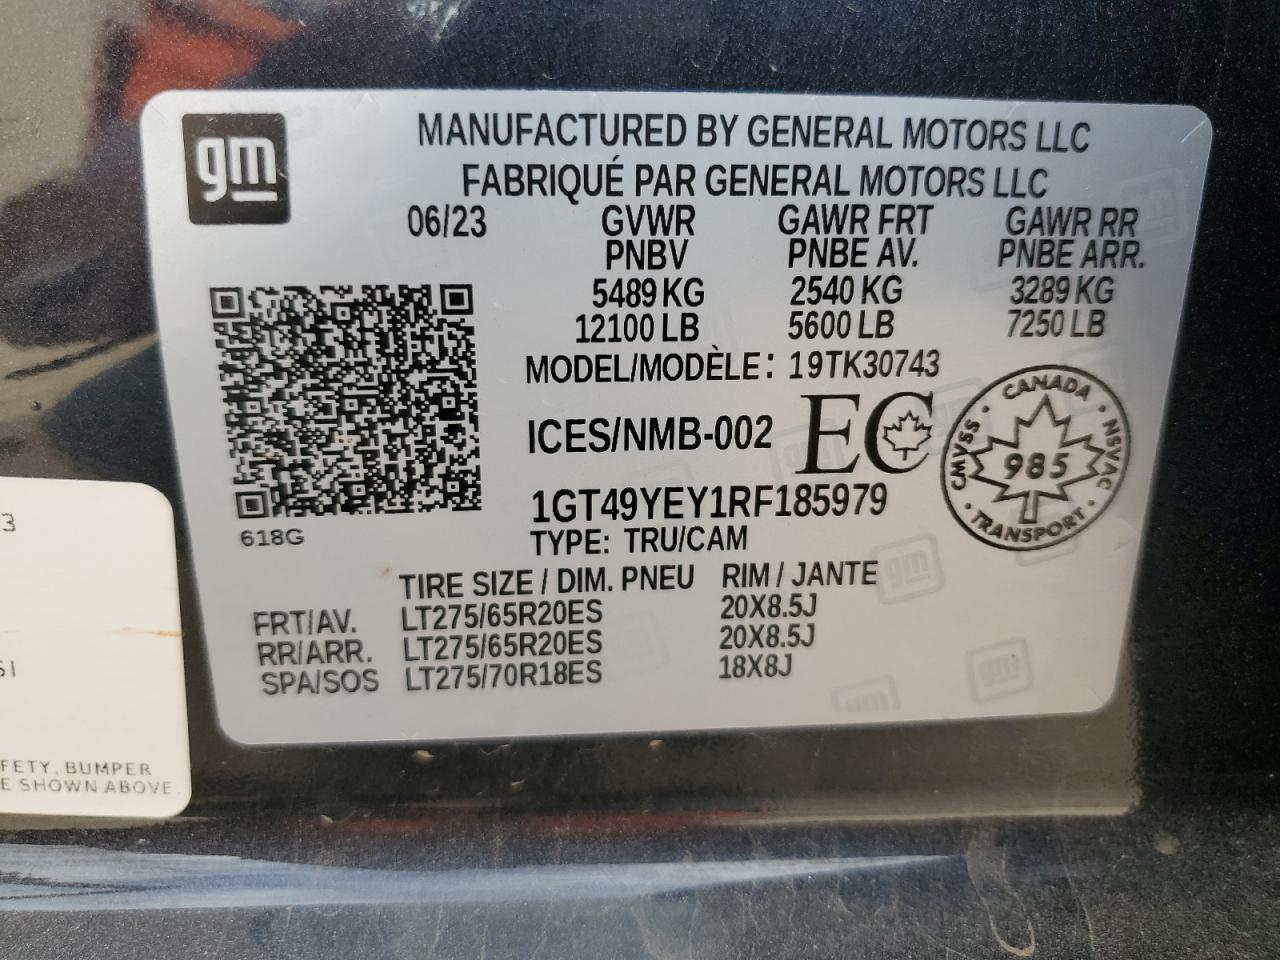 gm
MANUFACTURED BY GENERAL MOTORS LLC
FABRIQUÉ PAR GENERAL MOTORS LLC
06/23 GVWR GAWR FRT GAWR RR
PNBV PNBE AV. PNBE ARR.
5489 KG 2540 KG 3289 KG
12100 LB 5600 LB 7250 LB
MODEL/MODÈLE: 19TK30743
ICES/NMB-002 EC
CANADA
CMVSS · 985 · NSVAC
· TRANSPORT ·
1GT49YEY1RF185979
618G
TYPE: TRU/CAM
TIRE SIZE / DIM. PNEU RIM / JANTE
FRT/AV. LT275/65R20ES 20X8.5J
RR/ARR. LT275/65R20ES 20X8.5J
SPA/SOS LT275/70R18ES 18X8J
3
SI
FETY, BUMPER
E SHOWN ABOVE.